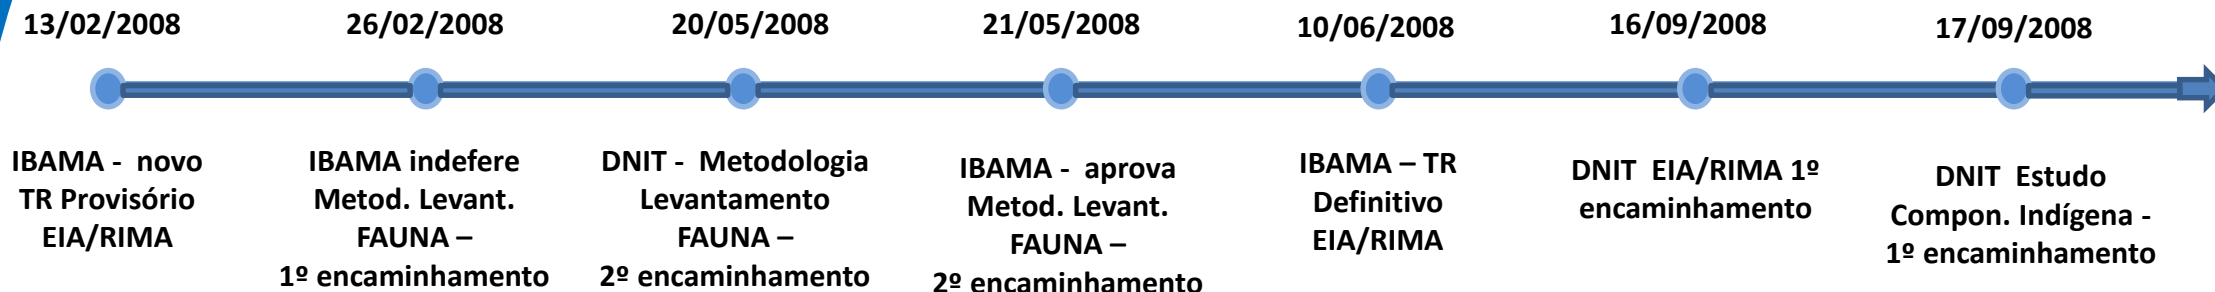 13/02/2008
26/02/2008
20/05/2008
21/05/2008
10/06/2008
16/09/2008
17/09/2008
IBAMA - novo
TR Provisório
EIA/RIMA
IBAMA indefere
Metod. Levant.
FAUNA –
1º encaminhamento
DNIT - Metodologia
Levantamento
FAUNA –
2º encaminhamento
IBAMA - aprova
Metod. Levant.
FAUNA –
2º encaminhamento
IBAMA – TR
Definitivo
EIA/RIMA
DNIT EIA/RIMA 1º
encaminhamento
DNIT Estudo
Compon. Indígena -
1º encaminhamento